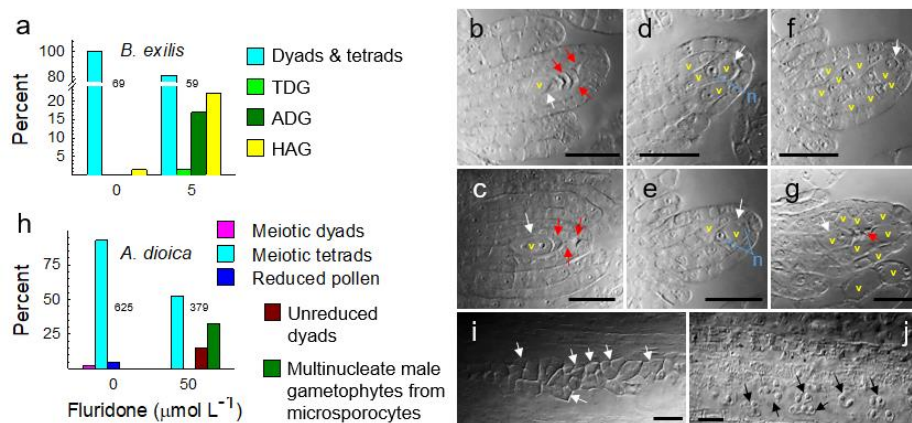 a
B. exilis
Percent
100
80
20
15
10
5
69
59
0
5
Dyads & tetrads
TDG
ADG
HAG
h
A. dioica
Percent
75
50
25
625
379
0
50
Fluridone (μmol L⁻¹)
Meiotic dyads
Meiotic tetrads
Reduced pollen
Unreduced
dyads
Multinucleate male
gametophytes from
microsporocytes
b
v
d
v
v
v
v
n
f
v
v
v
v
v
v
v
c
v
e
v
v
n
g
v
v
v
v
v
v
v
i
j